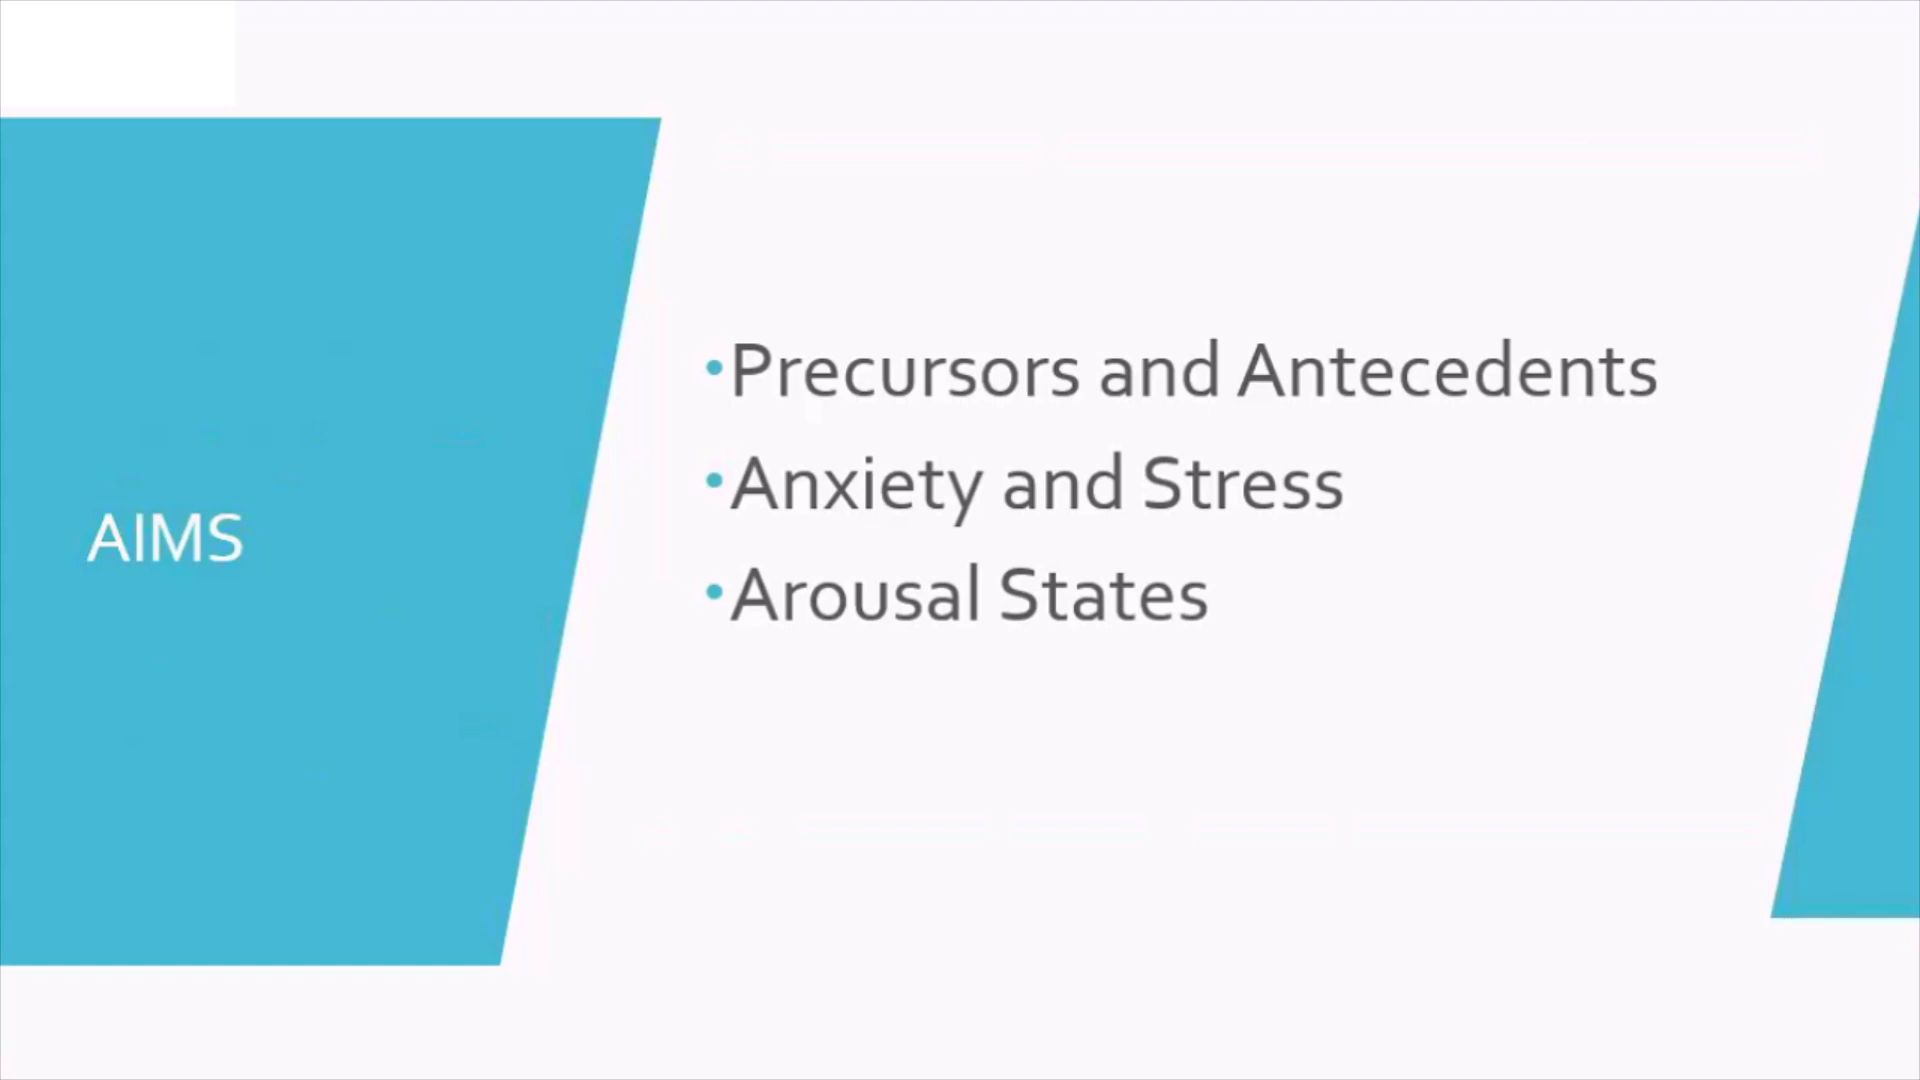 AIMS
•Precursors and Antecedents
•Anxiety and Stress
•Arousal States